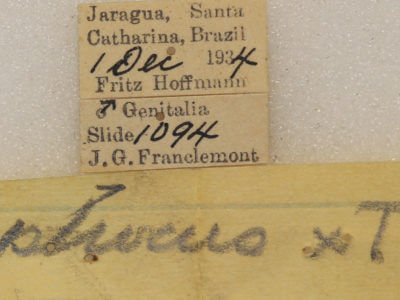 Jaragua, Santa
Catharina, Brazil
1 Dec 1934
Fritz Hoffmann
♂ Genitalia
Slide 1094
J. G. Franclemont
x T